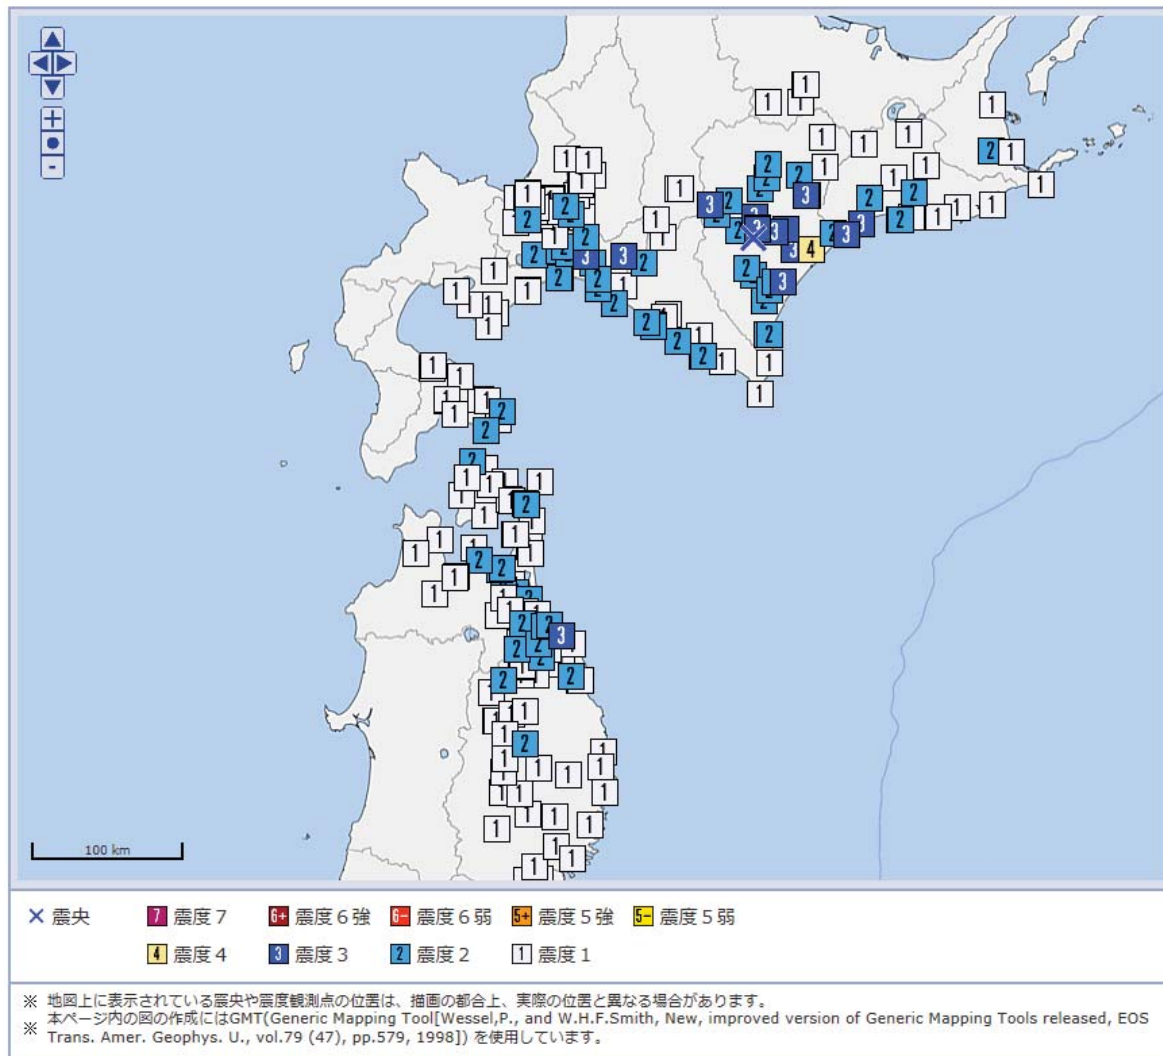 100 km
× 震央 7 震度７ 6+ 震度６強 6- 震度６弱 5+ 震度５強 5- 震度５弱
4 震度４ 3 震度３ 2 震度２ 1 震度１
※ 地図上に表示されている震央や震度観測点の位置は、描画の都合上、実際の位置と異なる場合があります。
※ 本ページ内の図の作成にはGMT(Generic Mapping Tool[Wessel,P., and W.H.F.Smith, New, improved version of Generic Mapping Tools released, EOS
Trans. Amer. Geophys. U., vol.79 (47), pp.579, 1998]) を使用しています。